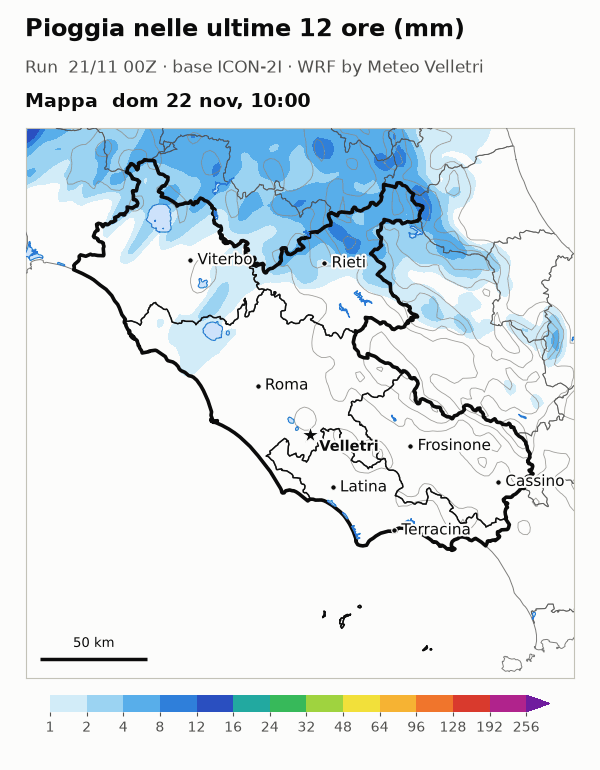 Pioggia nelle ultime 12 ore (mm)
Run  21/11 00Z · base ICON-2I · WRF by Meteo Velletri
Mappa  dom 22 nov, 10:00
Viterbo
Rieti
Roma
Velletri
Frosinone
Latina
Cassino
Terracina
50 km
1 2 4 8 12 16 24 32 48 64 96 128 192 256